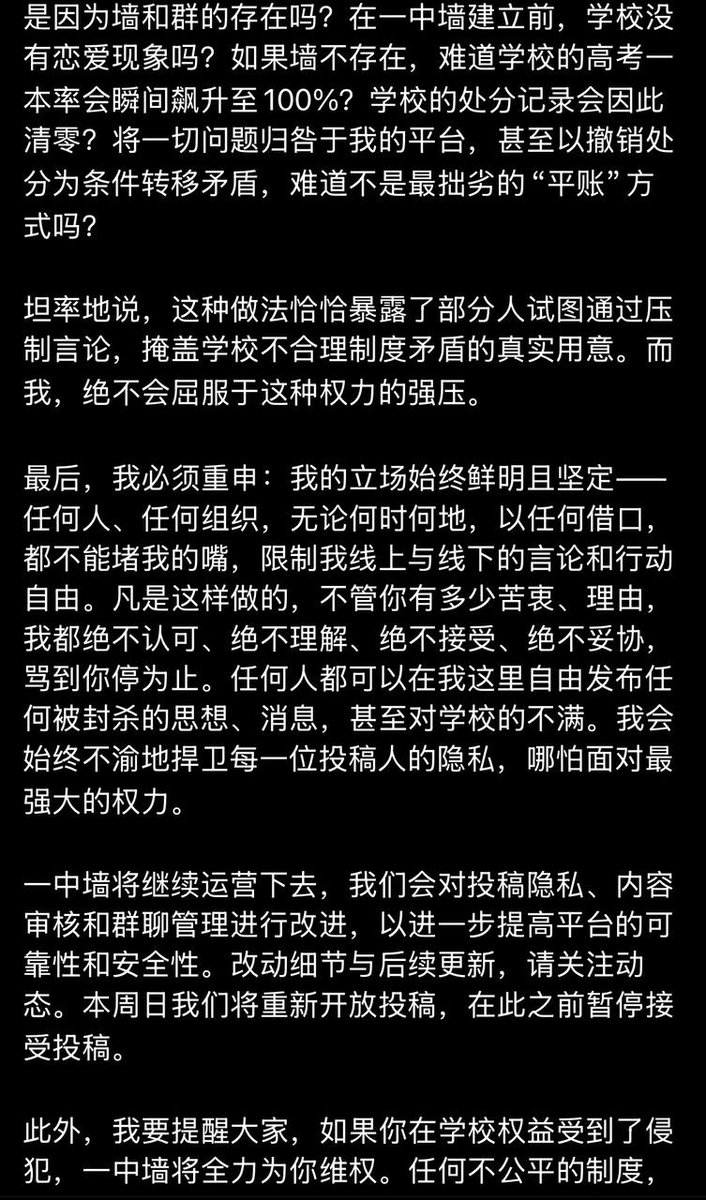 是因为墙和群的存在吗？在一中墙建立前，学校没
有恋爱现象吗？如果墙不存在，难道学校的高考一
本率会瞬间飙升至100%？学校的处分记录会因此
清零？将一切问题归咎于我的平台，甚至以撤销处
分为条件转移矛盾，难道不是最拙劣的“平账”方
式吗？
坦率地说，这种做法恰恰暴露了部分人试图通过压
制言论，掩盖学校不合理制度矛盾的真实用意。而
我，绝不会屈服于这种权力的强压。
最后，我必须重申：我的立场始终鲜明且坚定——
任何人、任何组织，无论何时何地，以任何借口，
都不能堵我的嘴，限制我线上与线下的言论和行动
自由。凡是这样做的，不管你有多少苦衷、理由，
我都绝不认可、绝不理解、绝不接受、绝不妥协，
骂到你停为止。任何人都可以在我这里自由发布任
何被封杀的思想、消息，甚至对学校的不满。我会
始终不渝地捍卫每一位投稿人的隐私，哪怕面对最
强大的权力。
一中墙将继续运营下去，我们会对投稿隐私、内容
审核和群聊管理进行改进，以进一步提高平台的可
靠性和安全性。改动细节与后续更新，请关注动
态。本周日我们将重新开放投稿，在此之前暂停接
受投稿。
此外，我要提醒大家，如果你在学校权益受到了侵
犯，一中墙将全力为你维权。任何不公平的制度，